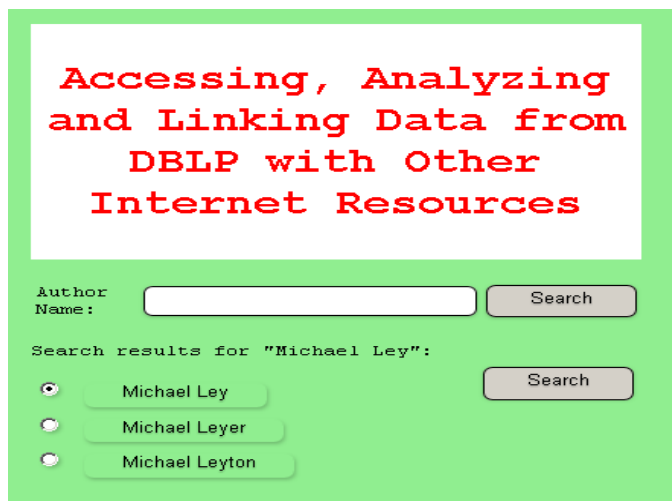 Accessing, Analyzing
and Linking Data from
DBLP with Other
Internet Resources
Author
Name:
Search
Search results for "Michael Ley":
Search
Michael Ley
Michael Leyer
Michael Leyton